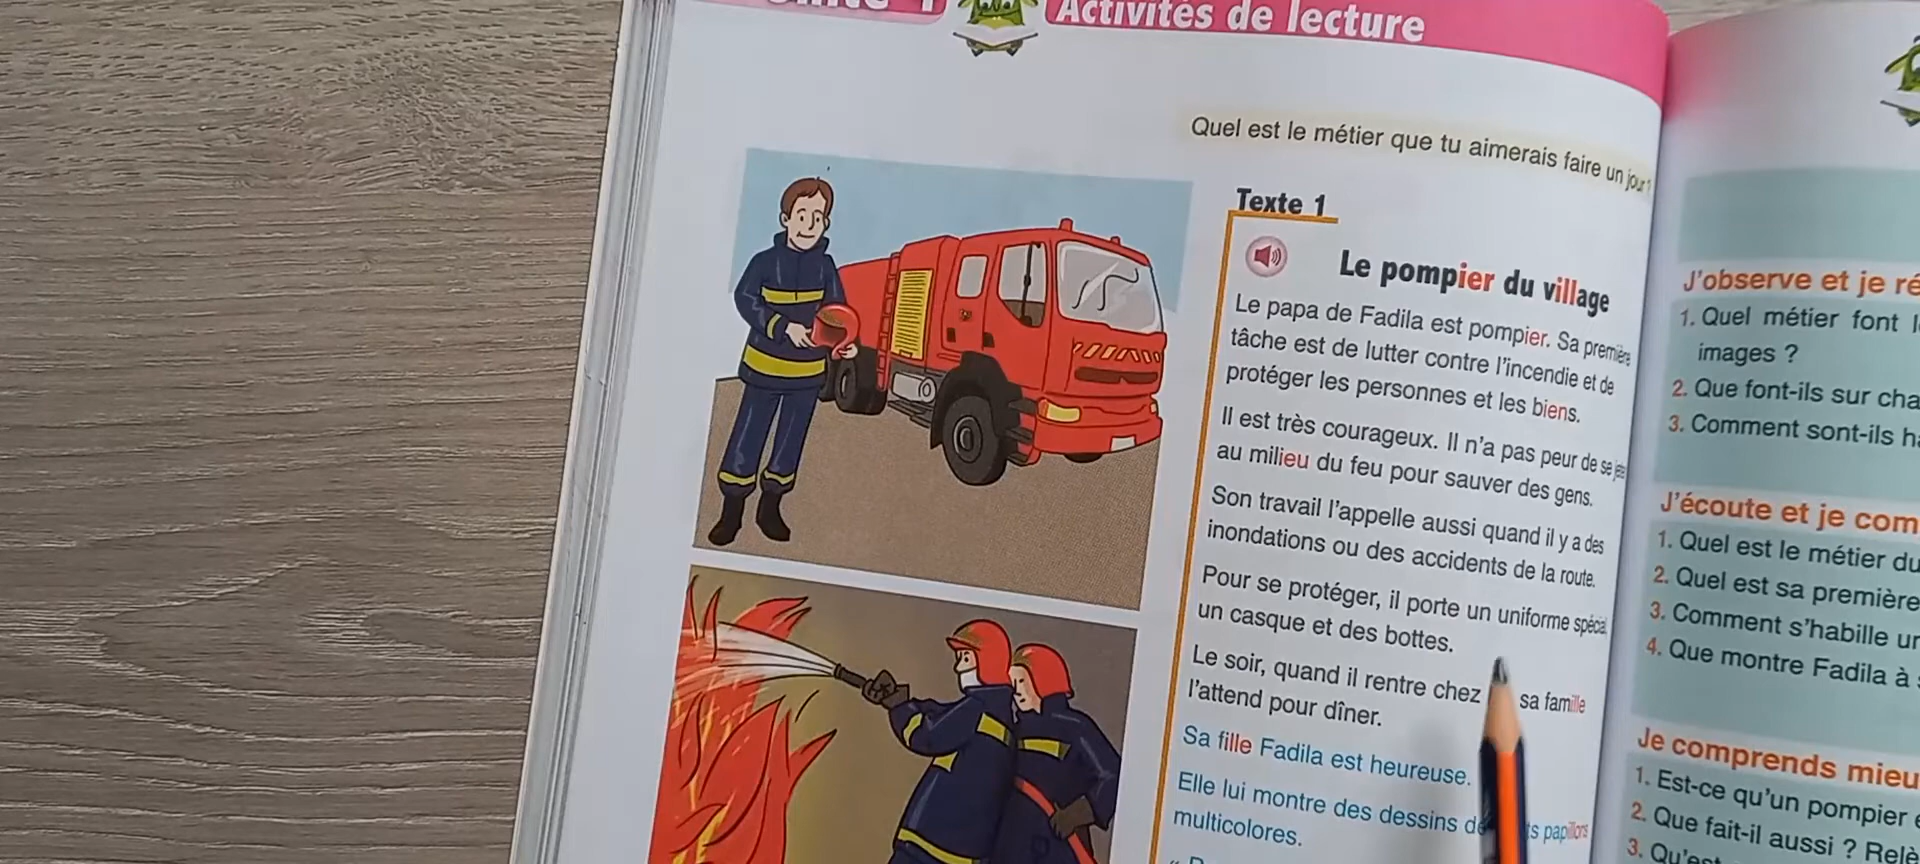 Activités de lecture
Quel est le métier que tu aimerais faire un jour ?
Texte 1
Le pompier du village
Le papa de Fadila est pompier. Sa première
tâche est de lutter contre l'incendie et de
protéger les personnes et les biens.
Il est très courageux. Il n'a pas peur de se
au milieu du feu pour sauver des gens.
Son travail l'appelle aussi quand il y a des
inondations ou des accidents de la route.
Pour se protéger, il porte un uniforme spécial
un casque et des bottes.
Le soir, quand il rentre chez sa famille
l'attend pour dîner.
Sa fille Fadila est heureuse.
Elle lui montre des dessins papillons
multicolores.
J'observe et je
1. Quel métier font
images ?
2. Que font-ils sur
3. Comment sont-ils
J'écoute et je
1. Quel est le métier du
2. Quel est sa première
3. Comment s'habille
4. Que montre Fadila à
Je comprends
1. Est-ce qu'un pompier
2. Que fait-il aussi ?
3.